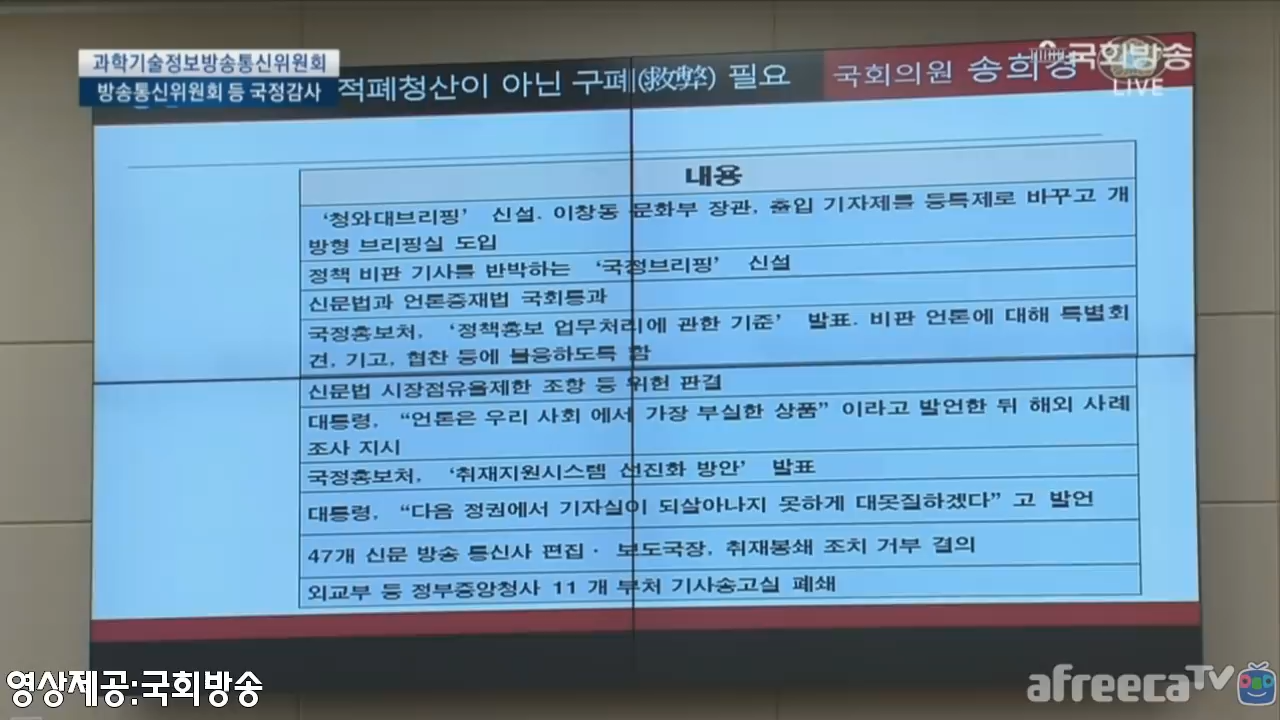 과학기술정보방송통신위원회
방송통신위원회 등 국정감사
적폐청산이 아닌 구폐(救弊) 필요
국회의원 송희경
국회방송
LIVE
내용
‘청와대브리핑’ 신설. 이창동 문화부 장관, 출입 기자제를 등록제로 바꾸고 개
방형 브리핑실 도입
정책 비판 기사를 반박하는 ‘국정브리핑’ 신설
신문법과 언론중재법 국회통과
국정홍보처, ‘정책홍보 업무처리에 관한 기준’ 발표. 비판 언론에 대해 특별회
견, 기고, 협찬 등에 불응하도록 함
신문법 시장점유율제한 조항 등 위헌 판결
대통령, “언론은 우리 사회 에서 가장 부실한 상품” 이라고 발언한 뒤 해외 사례
조사 지시
국정홍보처, ‘취재지원시스템 선진화 방안’ 발표
대통령, “다음 정권에서 기자실이 되살아나지 못하게 대못질하겠다” 고 발언
47개 신문 방송 통신사 편집· 보도국장, 취재봉쇄 조치 거부 결의
외교부 등 정부중앙청사 11 개 부처 기사송고실 폐쇄
영상제공:국회방송
afreecaTV